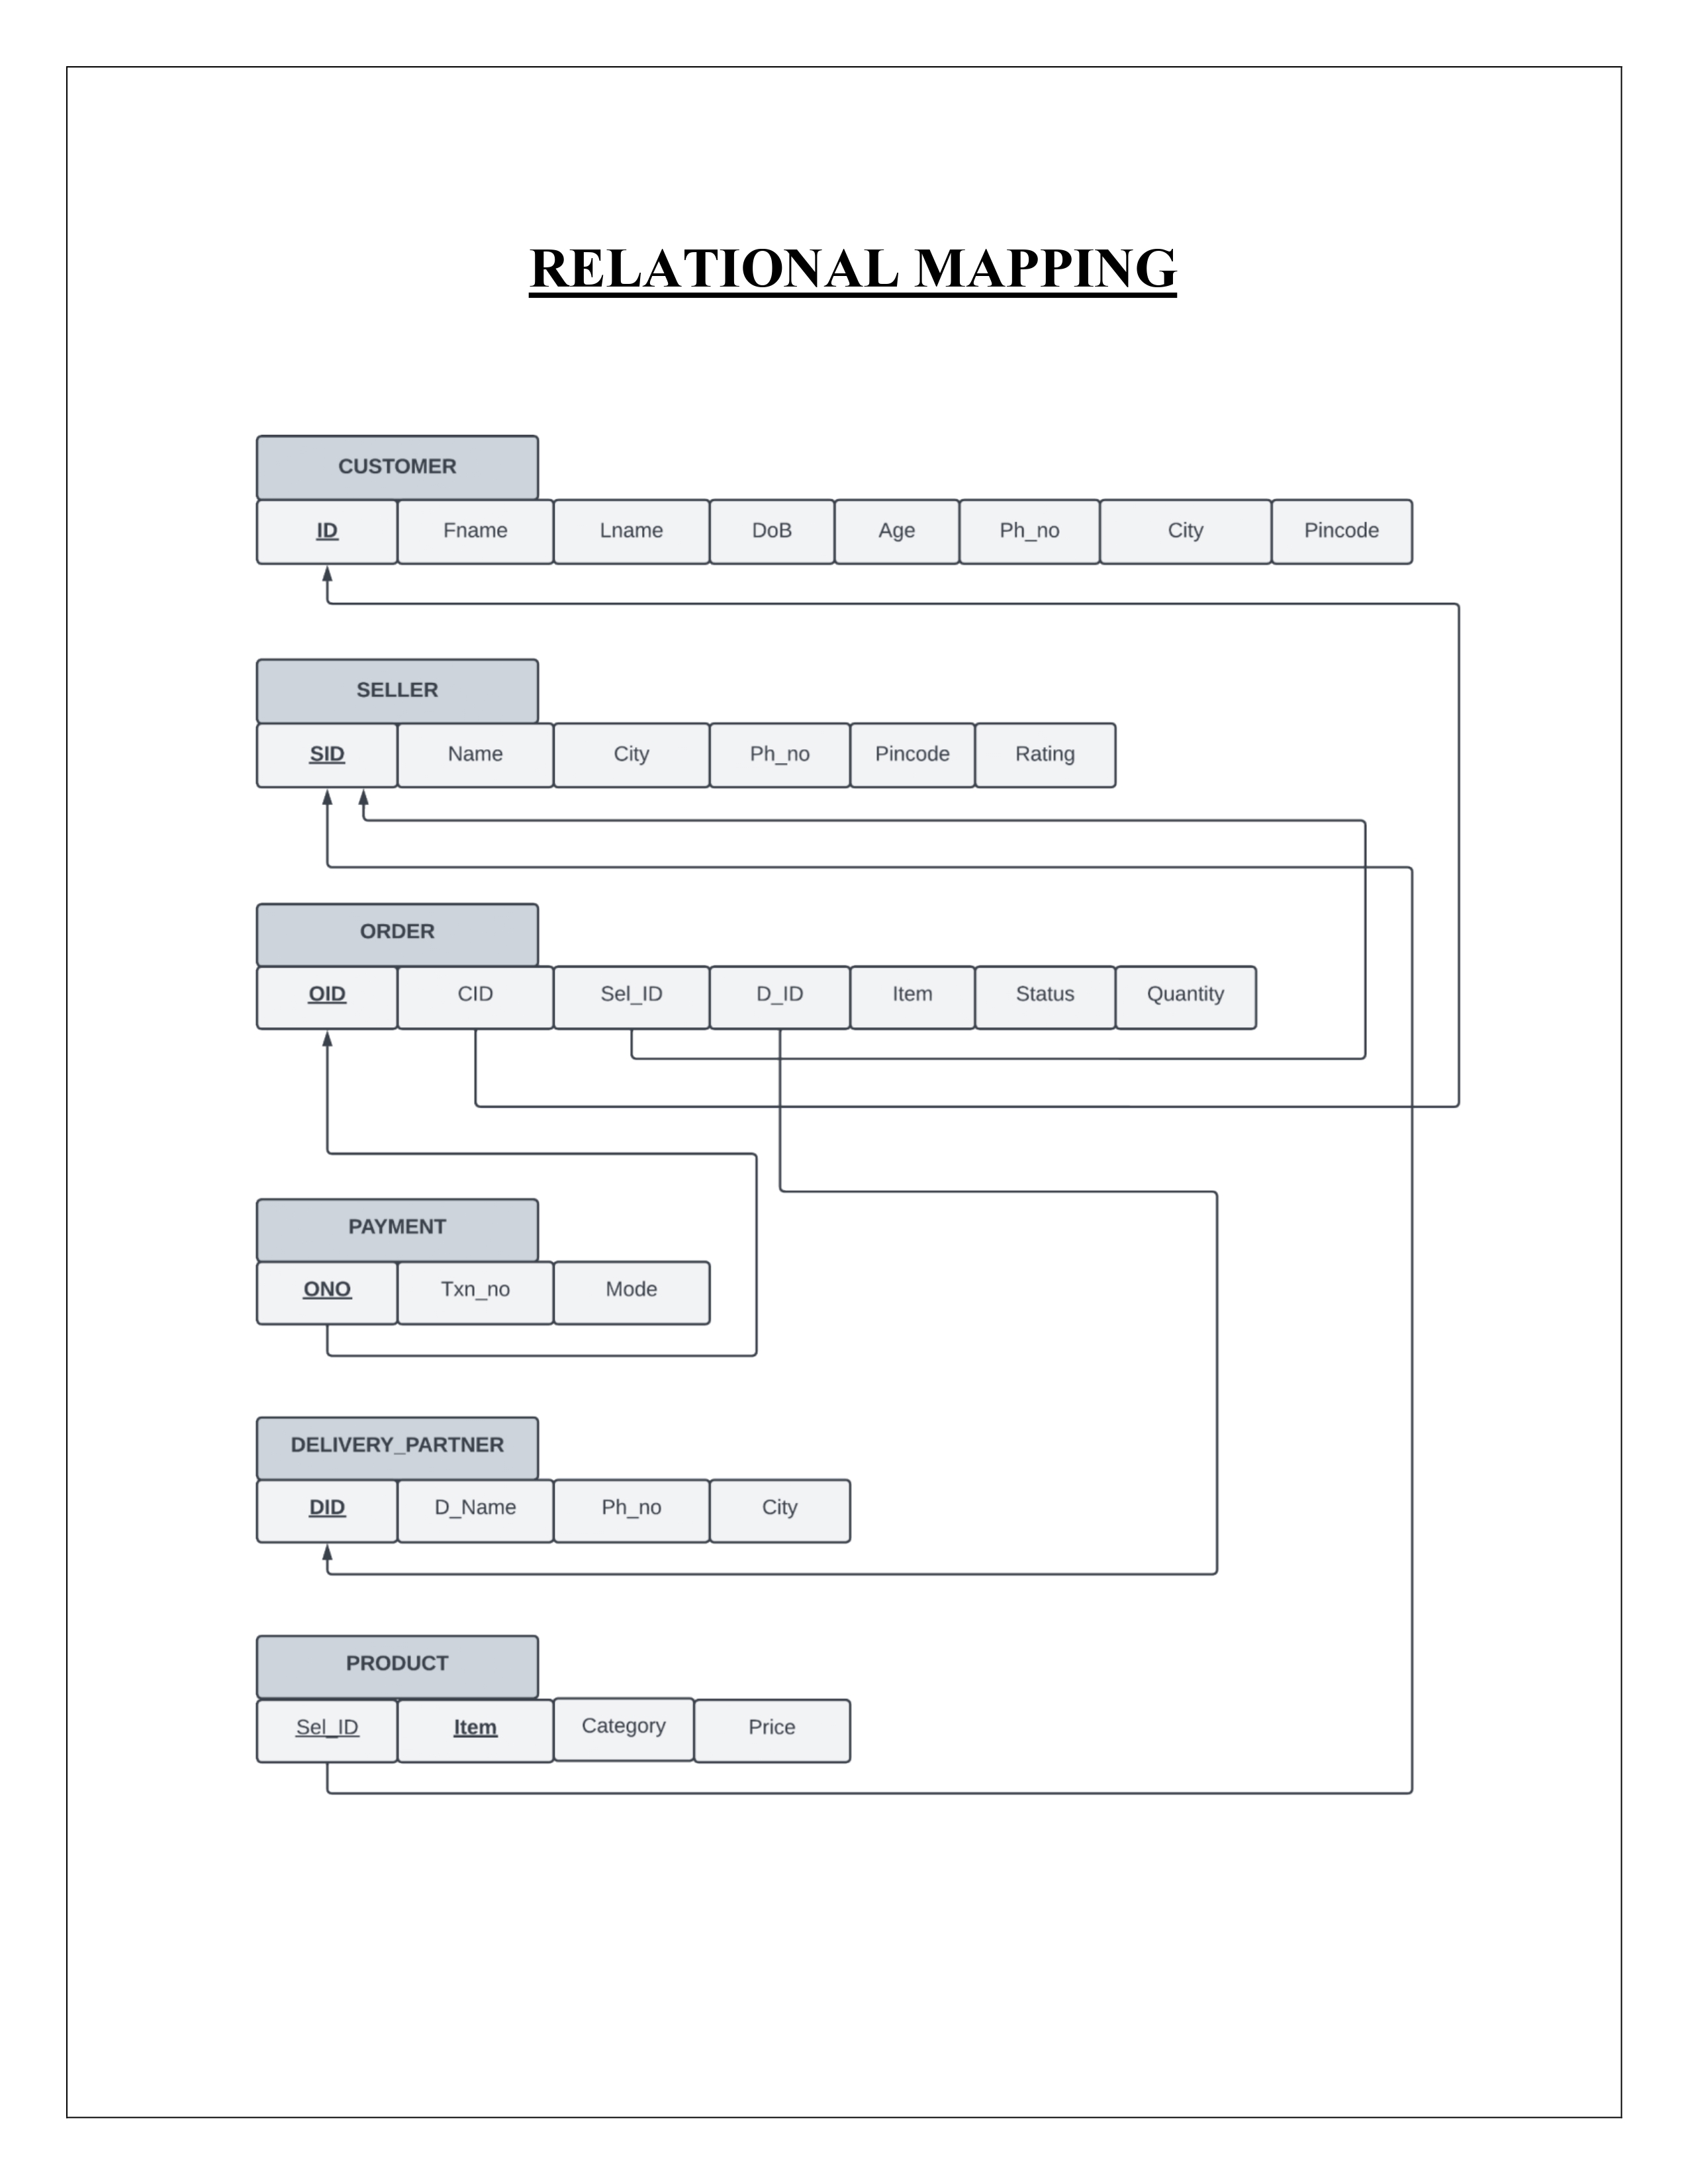 RELATIONAL MAPPING
CUSTOMER
ID Fname Lname DoB Age Ph_no City Pincode
SELLER
SID Name City Ph_no Pincode Rating
ORDER
OID CID Sel_ID D_ID Item Status Quantity
PAYMENT
ONO Txn_no Mode
DELIVERY_PARTNER
DID D_Name Ph_no City
PRODUCT
Sel_ID Item Category Price